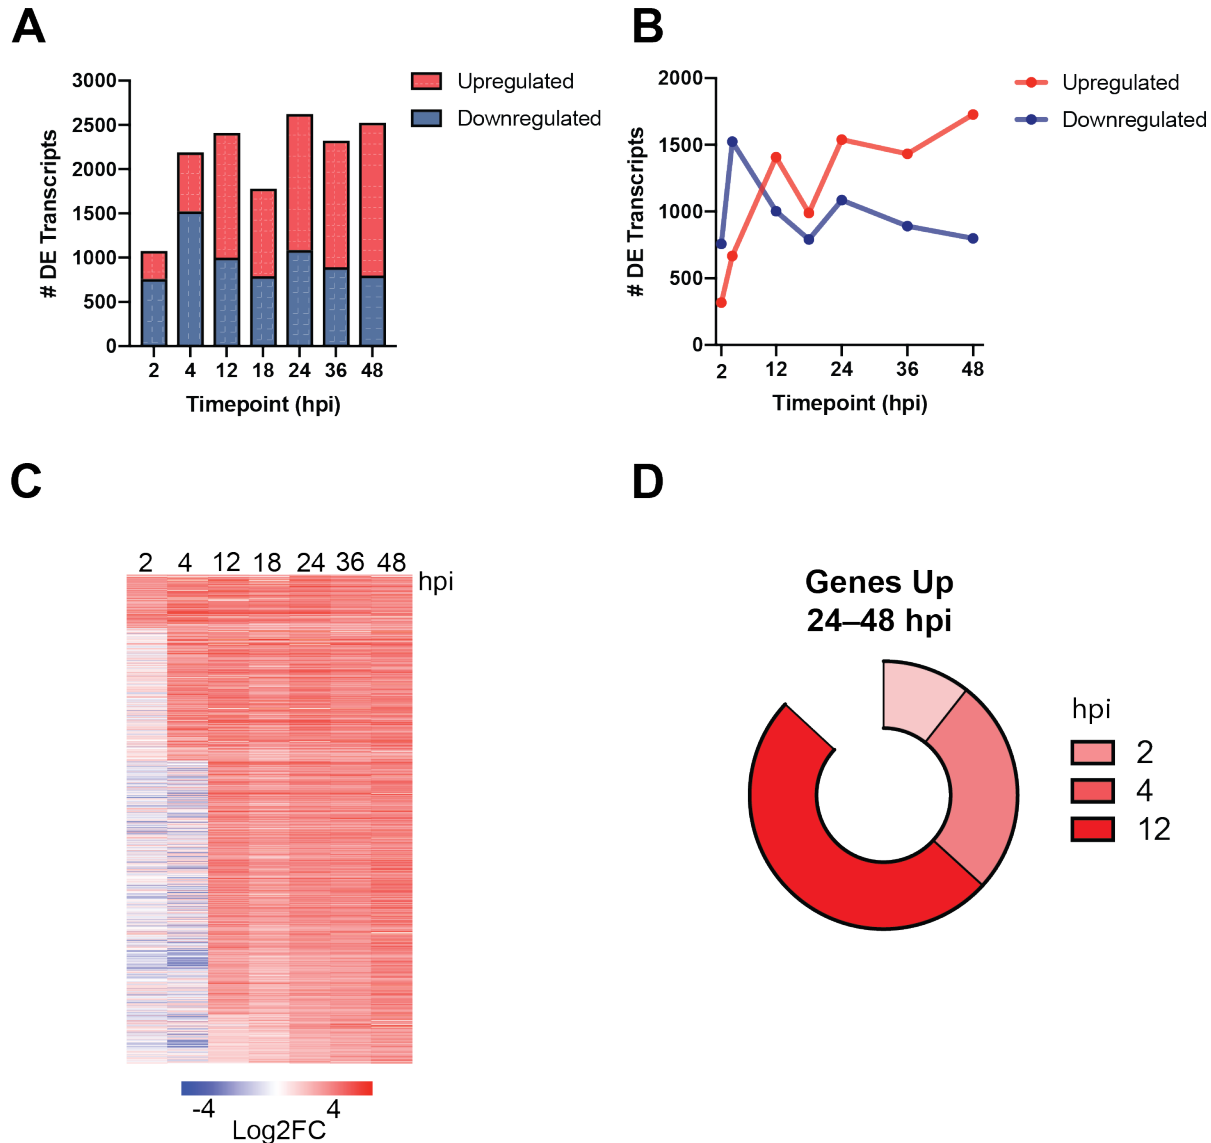 A
3000
2500
2000
1500
1000
500
0
# DE Transcripts
2 4 12 18 24 36 48
Timepoint (hpi)
Upregulated
Downregulated
B
2000
1500
1000
500
0
# DE Transcripts
2 12 24 36 48
Timepoint (hpi)
Upregulated
Downregulated
C
2 4 12 18 24 36 48
hpi
-4 4
Log2FC
D
Genes Up
24–48 hpi
hpi
2
4
12